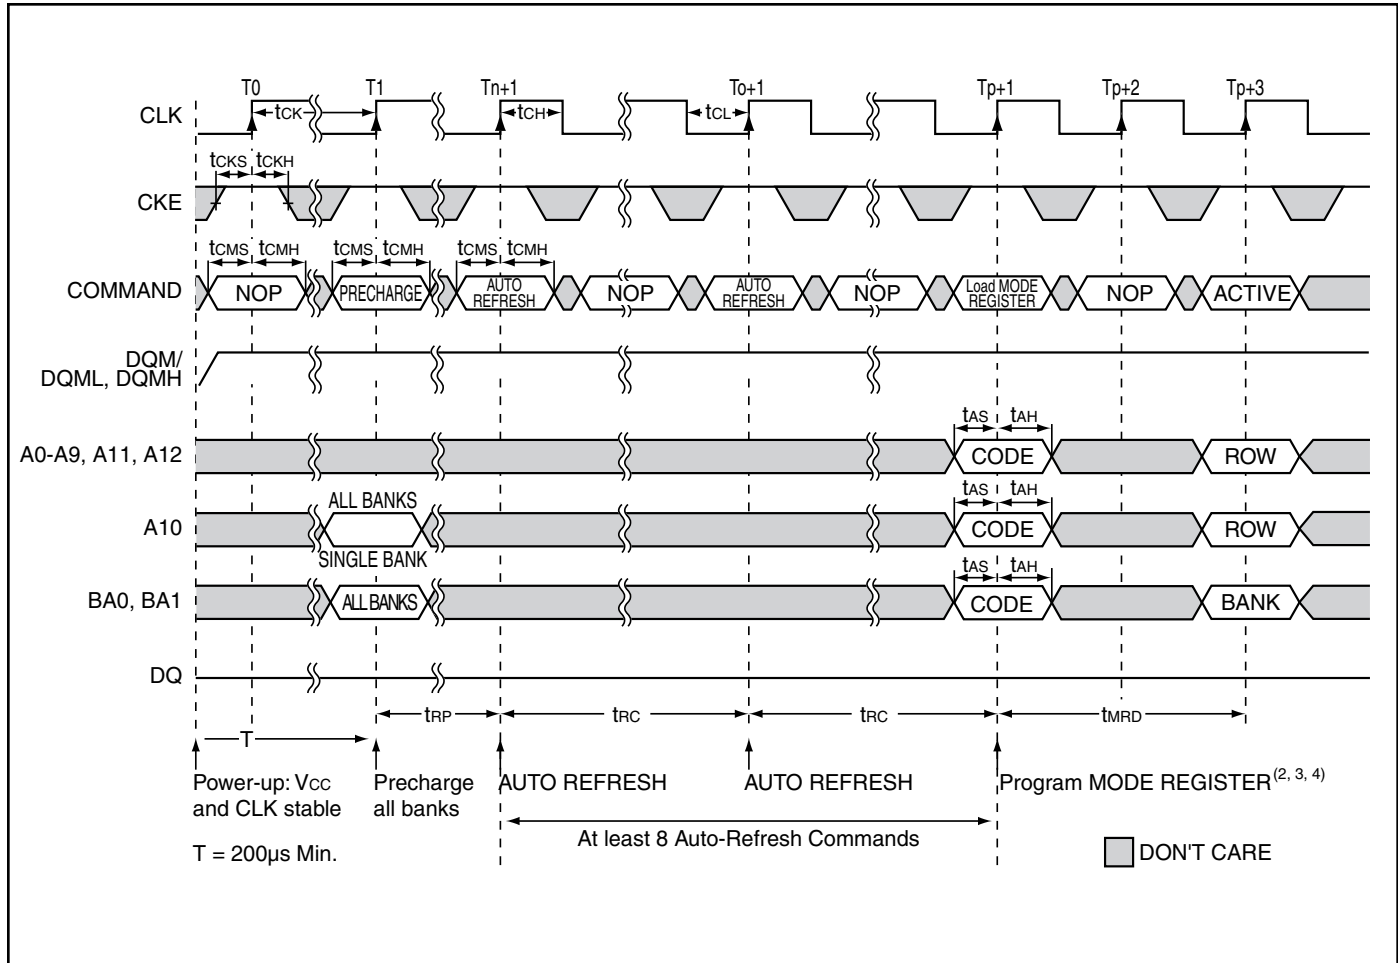 T0 T1 Tn+1 To+1 Tp+1 Tp+2 Tp+3
CLK tCK tCH tCL
tCKS tCKH
CKE
tCMS tCMH tCMS tCMH tCMS tCMH
COMMAND NOP PRECHARGE AUTO REFRESH NOP AUTO REFRESH NOP Load MODE REGISTER NOP ACTIVE
DQM/
DQML, DQMH
tAS tAH
A0-A9, A11, A12 CODE ROW
ALL BANKS tAS tAH
A10 CODE ROW
SINGLE BANK tAS tAH
BA0, BA1 ALL BANKS CODE BANK
DQ
tRP tRC tRC tMRD
T
Power-up: VCC
and CLK stable
Precharge
all banks
AUTO REFRESH
AUTO REFRESH
Program MODE REGISTER(2, 3, 4)
At least 8 Auto-Refresh Commands
T = 200µs Min.
DON'T CARE